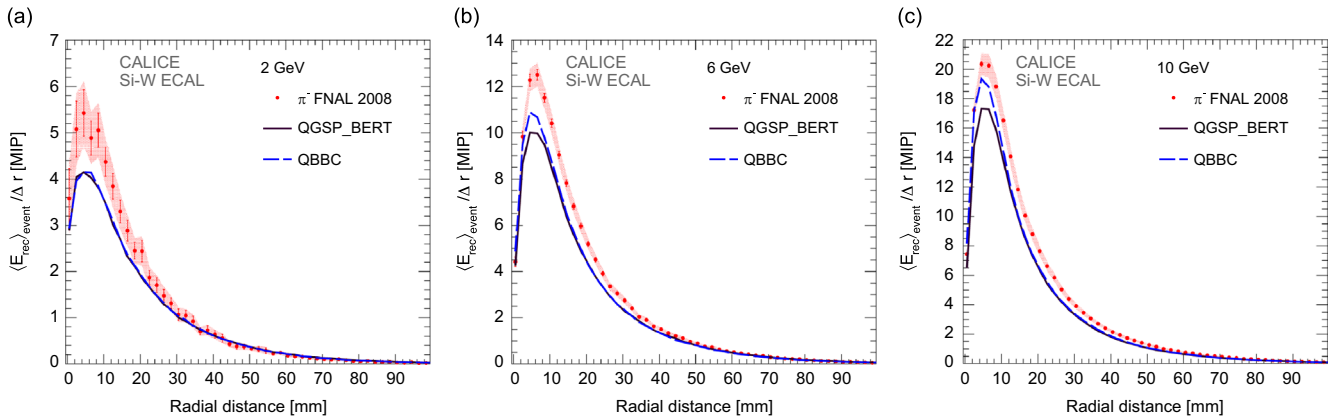 (a)
CALICE
Si-W ECAL
2 GeV
π⁻ FNAL 2008
QGSP_BERT
QBBC
⟨E_rec⟩_event /Δ r [MIP]
7
6
5
4
3
2
1
0
0 10 20 30 40 50 60 70 80 90
Radial distance [mm]
(b)
CALICE
Si-W ECAL
6 GeV
π⁻ FNAL 2008
QGSP_BERT
QBBC
⟨E_rec⟩_event /Δ r [MIP]
14
12
10
8
6
4
2
0
0 10 20 30 40 50 60 70 80 90
Radial distance [mm]
(c)
CALICE
Si-W ECAL
10 GeV
π⁻ FNAL 2008
QGSP_BERT
QBBC
⟨E_rec⟩_event /Δ r [MIP]
22
20
18
16
14
12
10
8
6
4
2
0
0 10 20 30 40 50 60 70 80 90
Radial distance [mm]